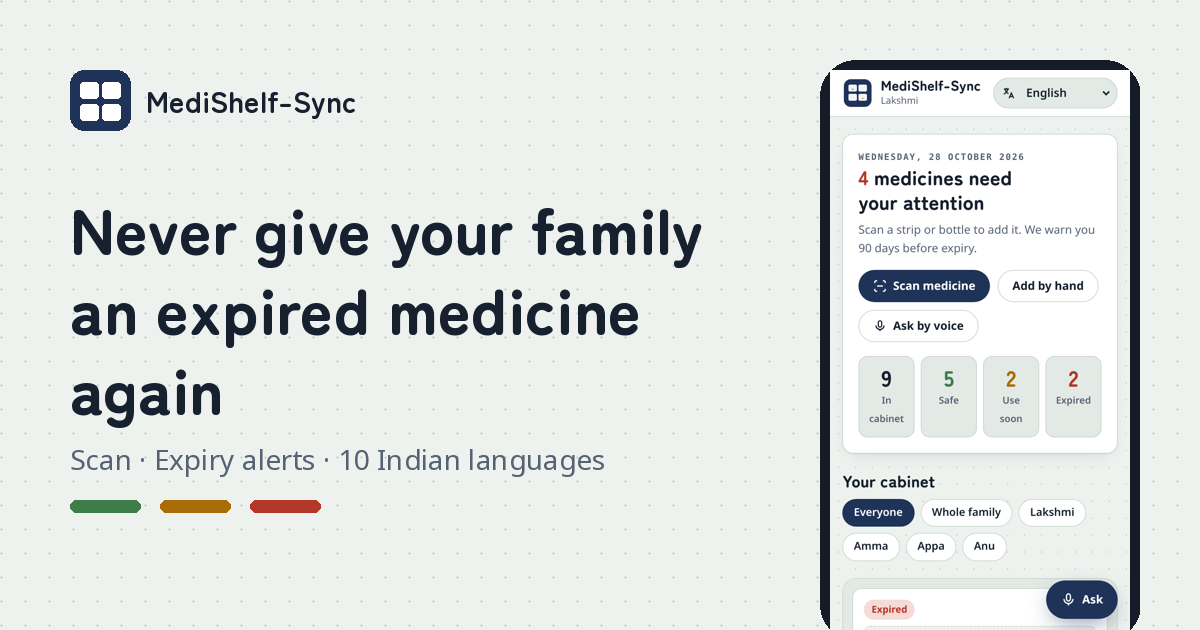 MediShelf-Sync
Never give your family
an expired medicine
again
Scan · Expiry alerts · 10 Indian languages
MediShelf-Sync
Lakshmi
English
WEDNESDAY, 28 OCTOBER 2026
4 medicines need
your attention
Scan a strip or bottle to add it. We warn you
90 days before expiry.
Scan medicine
Add by hand
Ask by voice
9
In
cabinet
5
Safe
2
Use
soon
2
Expired
Your cabinet
Everyone
Whole family
Lakshmi
Amma
Appa
Anu
Expired
Ask